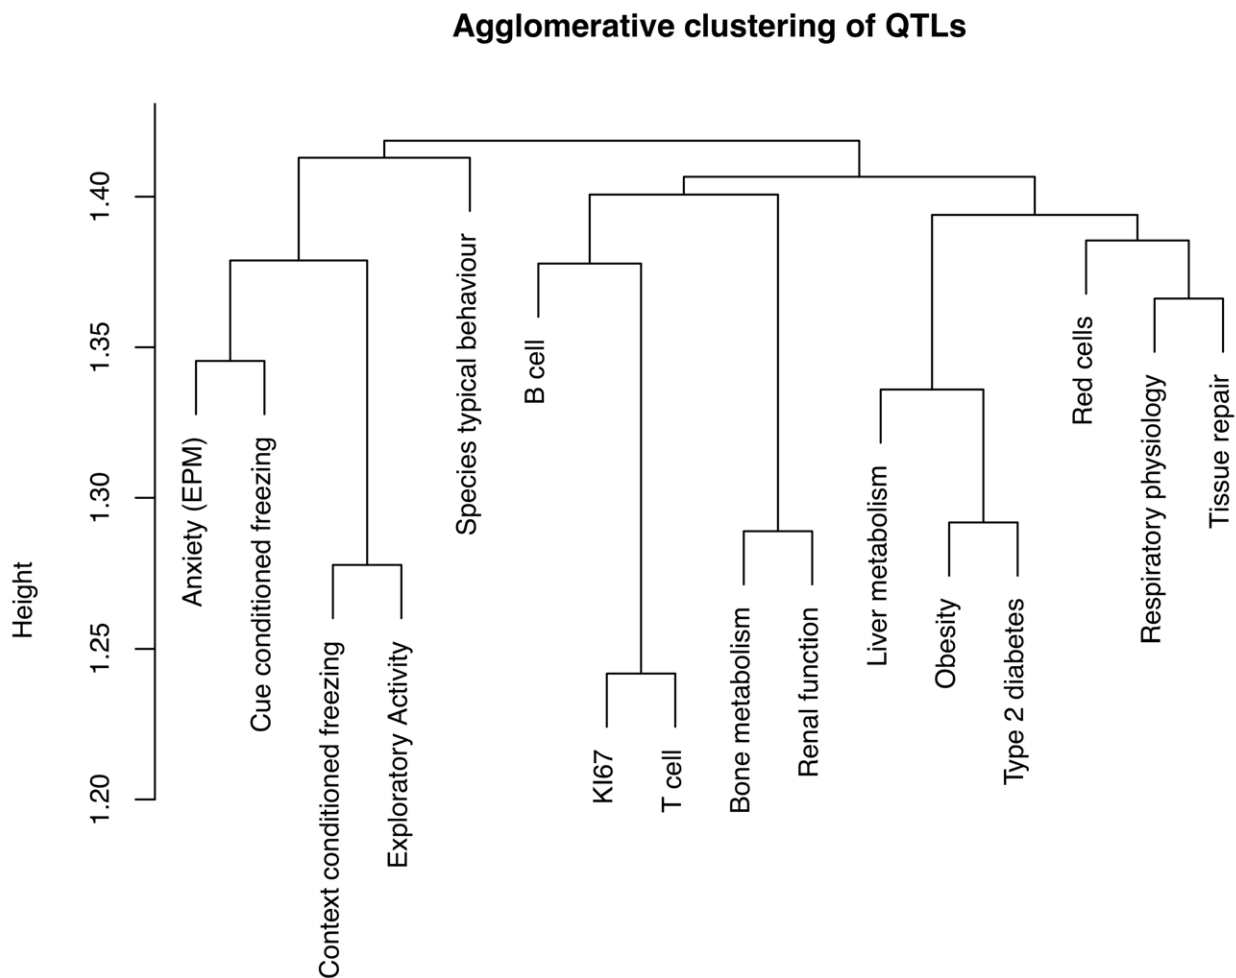 Agglomerative clustering of QTLs
Height
1.40
1.35
1.30
1.25
1.20
Anxiety (EPM)
Cue conditioned freezing
Context conditioned freezing
Exploratory Activity
Species typical behaviour
B cell
KI67
T cell
Bone metabolism
Renal function
Liver metabolism
Obesity
Type 2 diabetes
Red cells
Respiratory physiology
Tissue repair